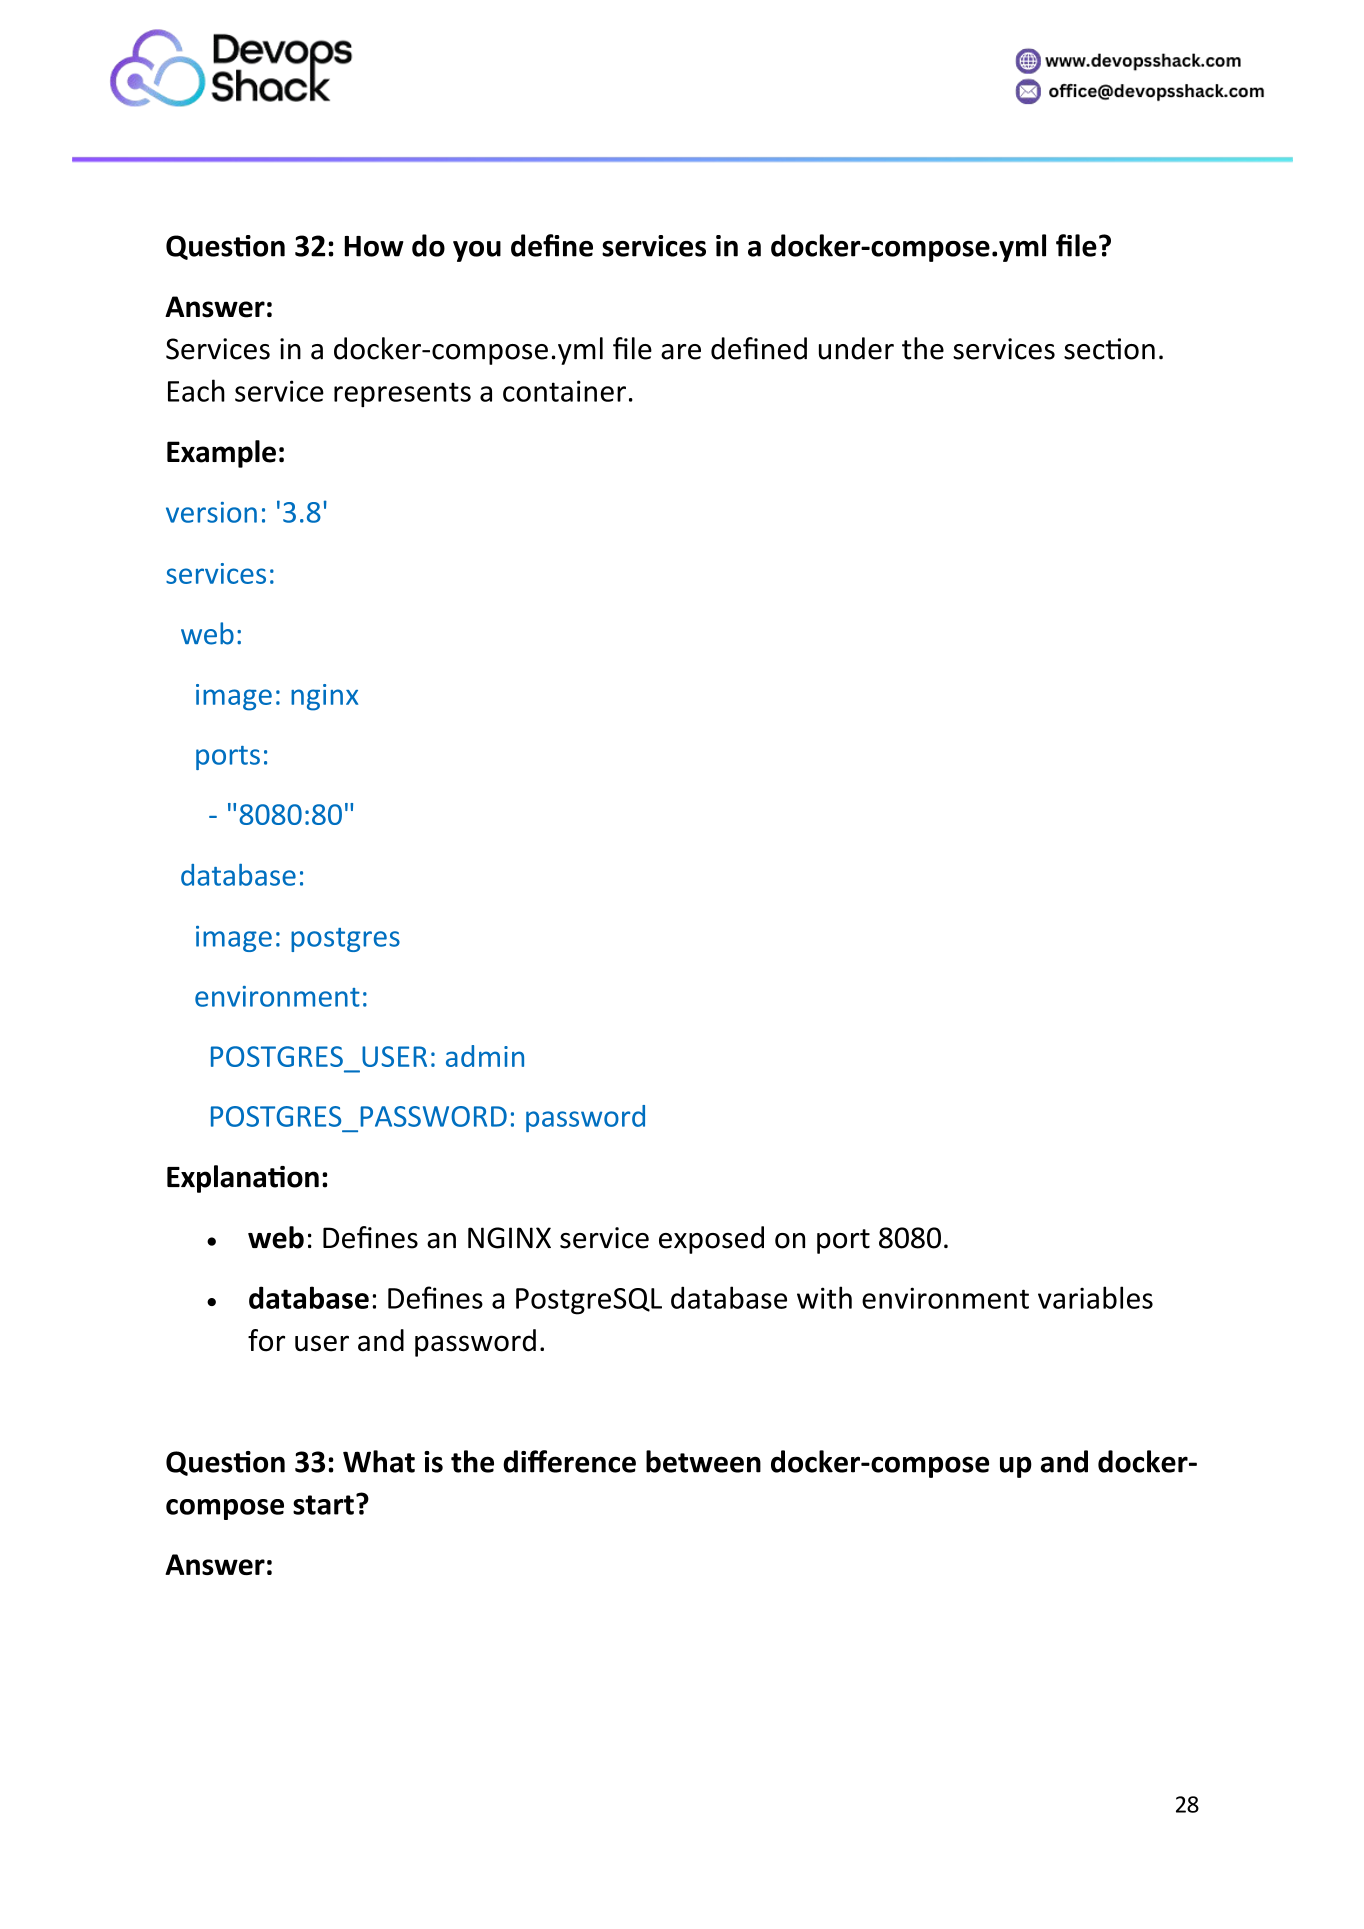 Devops
Shack
www.devopsshack.com
office@devopsshack.com
Question 32: How do you define services in a docker-compose.yml file?
Answer:
Services in a docker-compose.yml file are defined under the services section.
Each service represents a container.
Example:
version: '3.8'
services:
  web:
    image: nginx
    ports:
      - "8080:80"
  database:
    image: postgres
    environment:
      POSTGRES_USER: admin
      POSTGRES_PASSWORD: password
Explanation:
• web: Defines an NGINX service exposed on port 8080.
• database: Defines a PostgreSQL database with environment variables
for user and password.
Question 33: What is the difference between docker-compose up and docker-
compose start?
Answer:
28